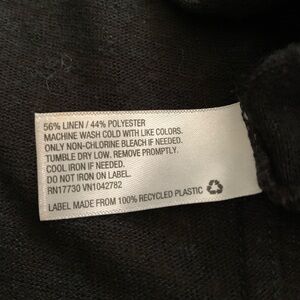 56% LINEN / 44% POLYESTER
MACHINE WASH COLD WITH LIKE COLORS.
ONLY NON-CHLORINE BLEACH IF NEEDED.
TUMBLE DRY LOW. REMOVE PROMPTLY.
COOL IRON IF NEEDED.
DO NOT IRON ON LABEL.
RN17730 VN1042782
LABEL MADE FROM 100% RECYCLED PLASTIC